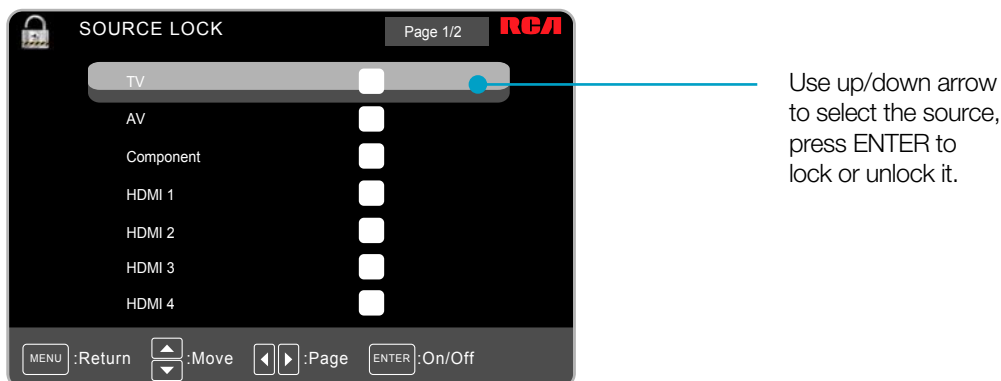 SOURCE LOCK Page 1/2 RCA
TV
AV
Component
HDMI 1
HDMI 2
HDMI 3
HDMI 4
MENU :Return :Move :Page ENTER :On/Off
Use up/down arrow
to select the source,
press ENTER to
lock or unlock it.